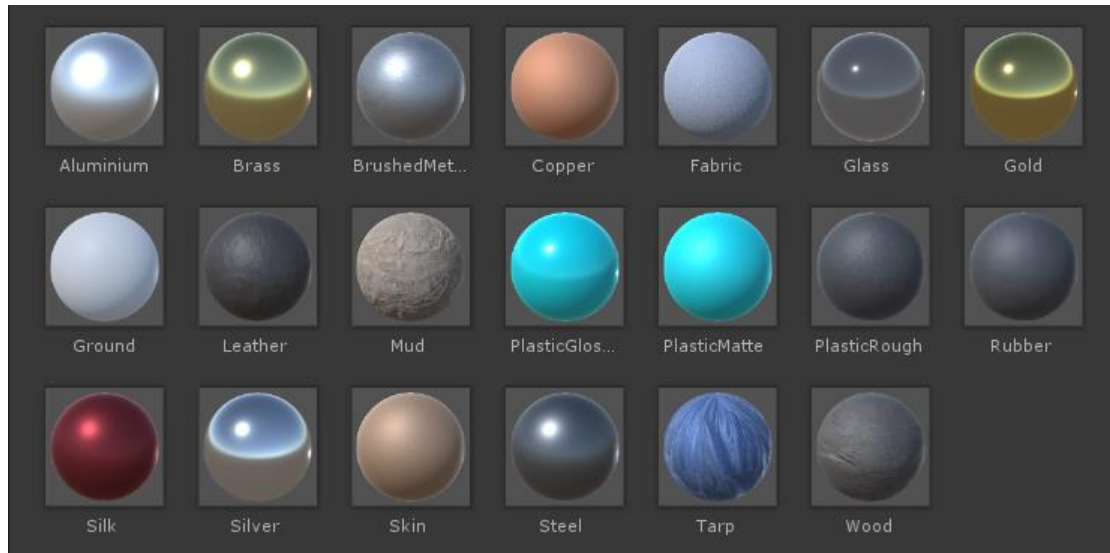 Aluminium Brass BrushedMet... Copper Fabric Glass Gold
Ground Leather Mud PlasticGlos... PlasticMatte PlasticRough Rubber
Silk Silver Skin Steel Tarp Wood